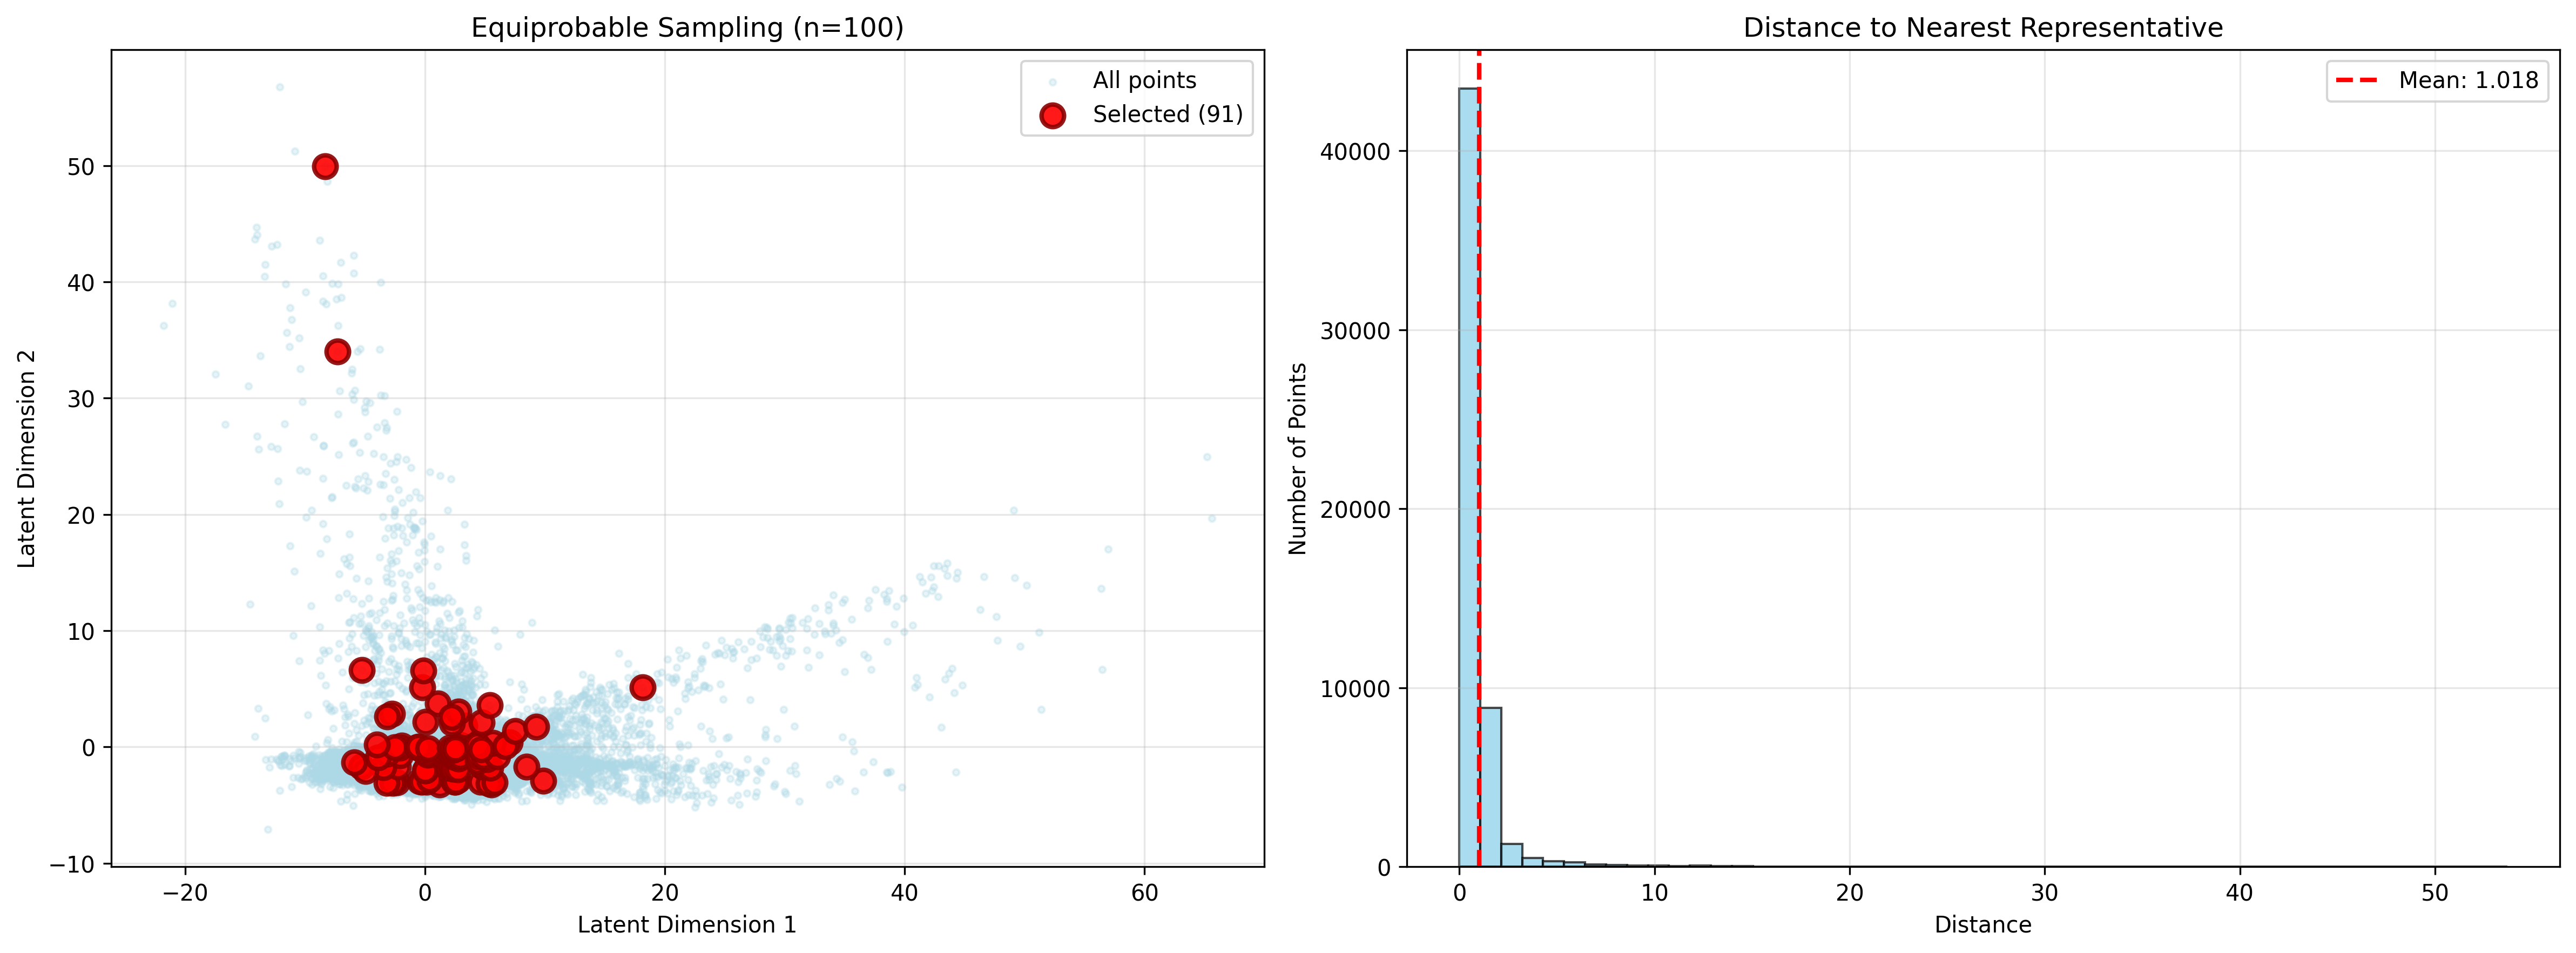 Equiprobable Sampling (n=100)
All points
Selected (91)
Latent Dimension 2
50
40
30
20
10
0
−10
−20
0
20
40
60
Latent Dimension 1
Distance to Nearest Representative
Mean: 1.018
Number of Points
40000
30000
20000
10000
0
0
10
20
30
40
50
Distance